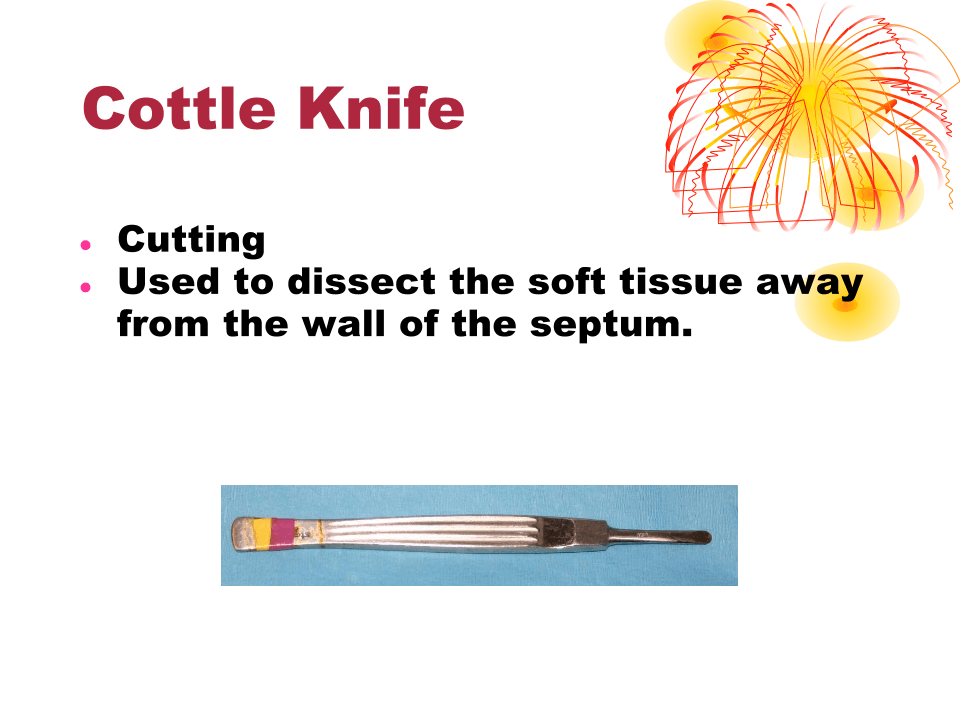 Cottle Knife
Cutting
Used to dissect the soft tissue away
from the wall of the septum.